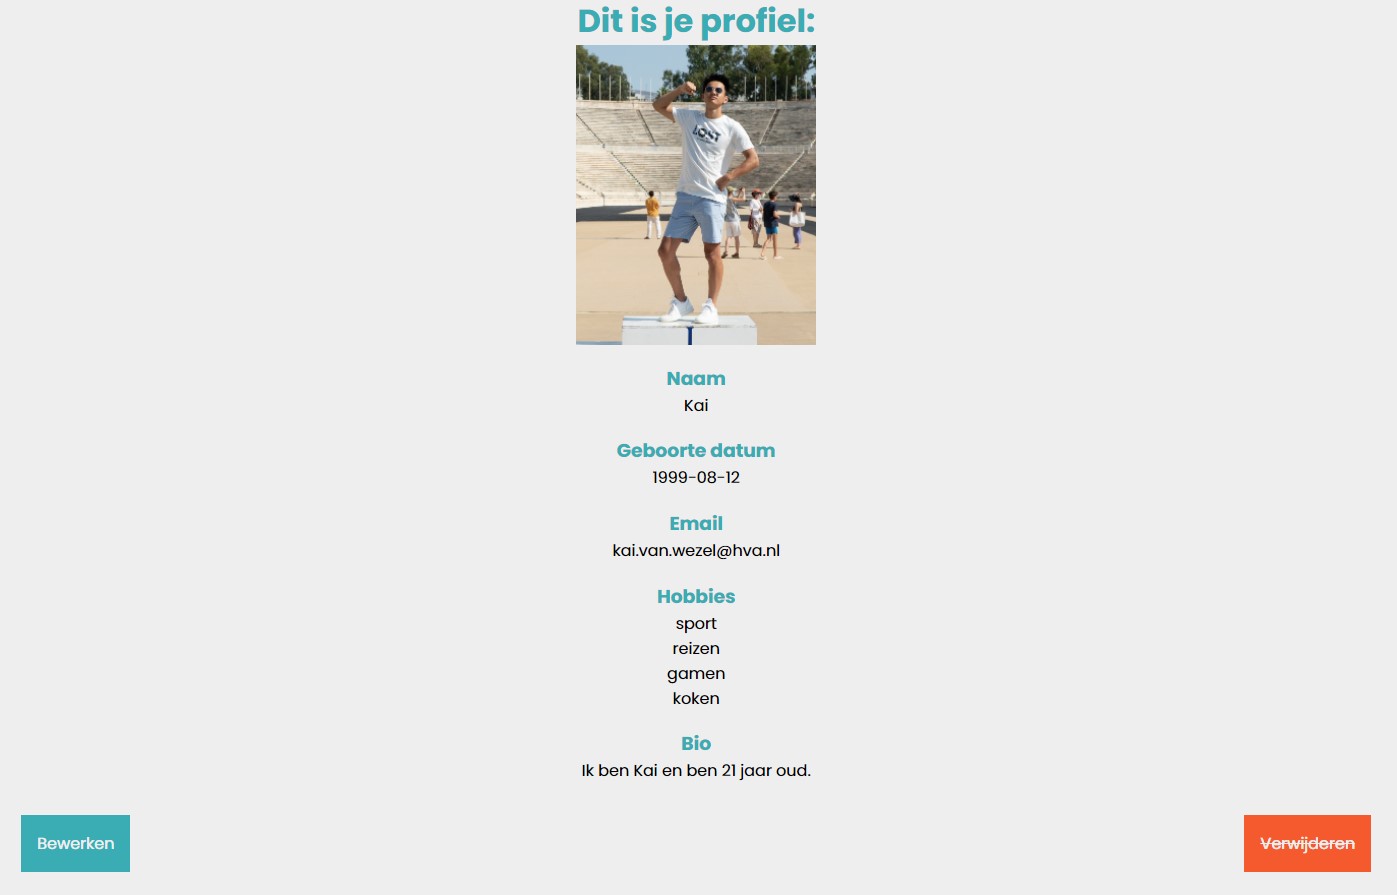 Dit is je profiel:
LOST
Naam
Kai
Geboorte datum
1999-08-12
Email
kai.van.wezel@hva.nl
Hobbies
sport
reizen
gamen
koken
Bio
Ik ben Kai en ben 21 jaar oud.
Bewerken
Verwijderen